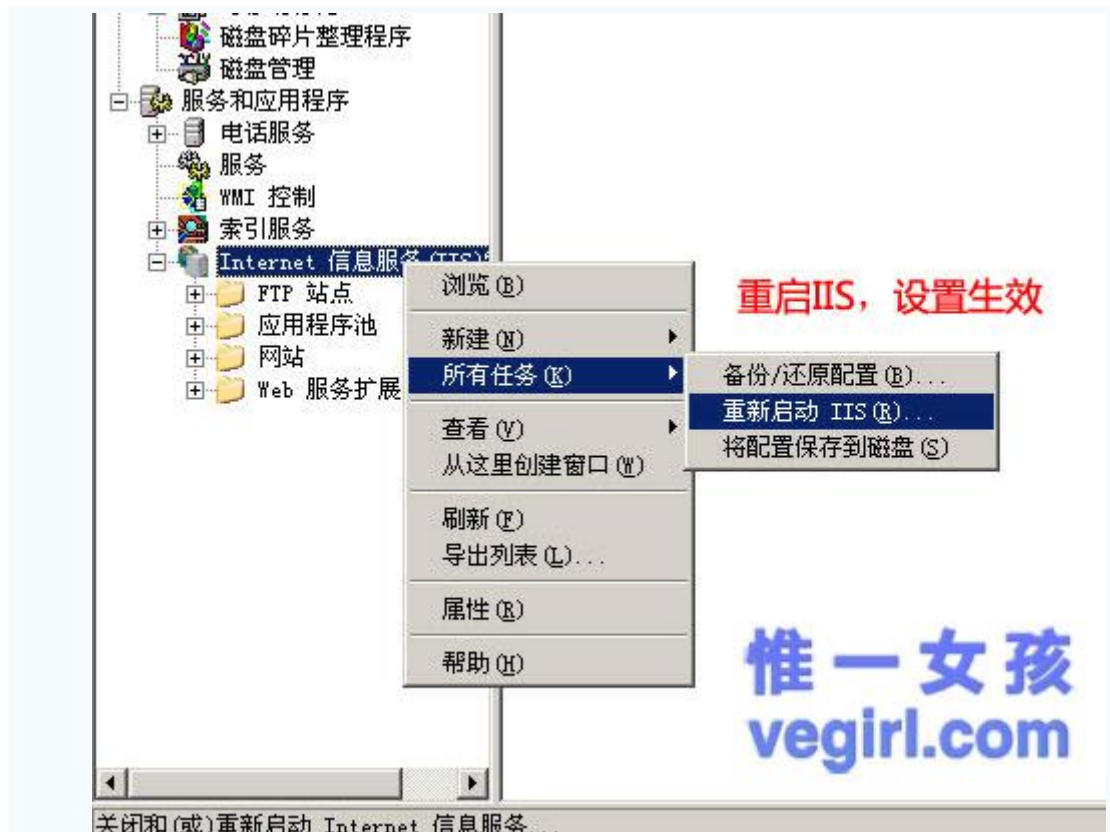 磁盘碎片整理程序
磁盘管理
服务和应用程序
电话服务
服务
WMI 控制
索引服务
Internet 信息服务(IIS)
FTP 站点
应用程序池
网站
Web 服务扩展
浏览(B)
新建(N)
所有任务(K)
查看(V)
从这里创建窗口(W)
刷新(F)
导出列表(L)...
属性(R)
帮助(H)
备份/还原配置(B)...
重新启动 IIS(R)...
将配置保存到磁盘(S)
重启IIS，设置生效
惟一女孩
vegirl.com
关闭和(或)重新启动 Internet 信息服务...